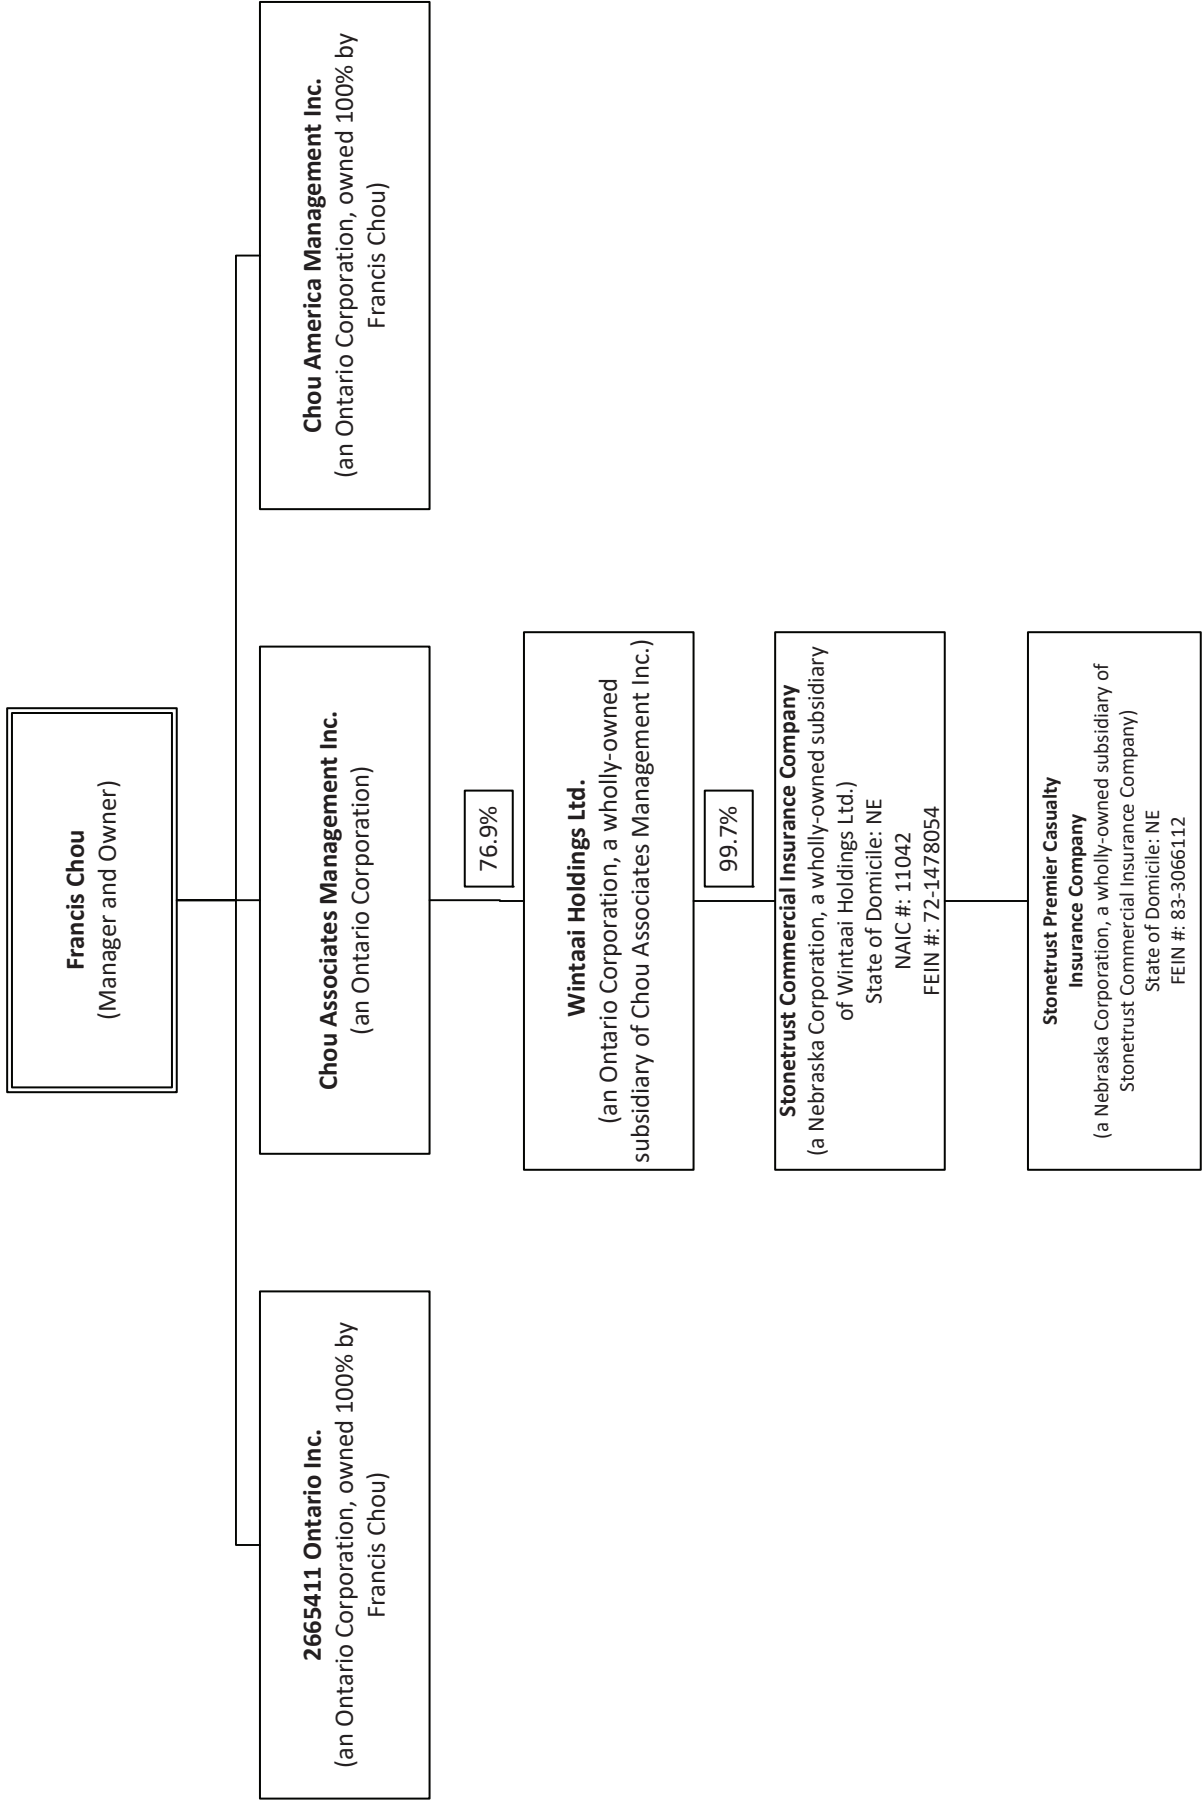 Francis Chou
(Manager and Owner)
2665411 Ontario Inc.
(an Ontario Corporation, owned 100% by
Francis Chou)
Chou Associates Management Inc.
(an Ontario Corporation)
Chou America Management Inc.
(an Ontario Corporation, owned 100% by
Francis Chou)
76.9%
Wintaai Holdings Ltd.
(an Ontario Corporation, a wholly-owned
subsidiary of Chou Associates Management Inc.)
99.7%
Stonetrust Commercial Insurance Company
(a Nebraska Corporation, a wholly-owned subsidiary
of Wintaai Holdings Ltd.)
State of Domicile: NE
NAIC #: 11042
FEIN #: 72-1478054
Stonetrust Premier Casualty
Insurance Company
(a Nebraska Corporation, a wholly-owned subsidiary of
Stonetrust Commercial Insurance Company)
State of Domicile: NE
FEIN #: 83-3066112